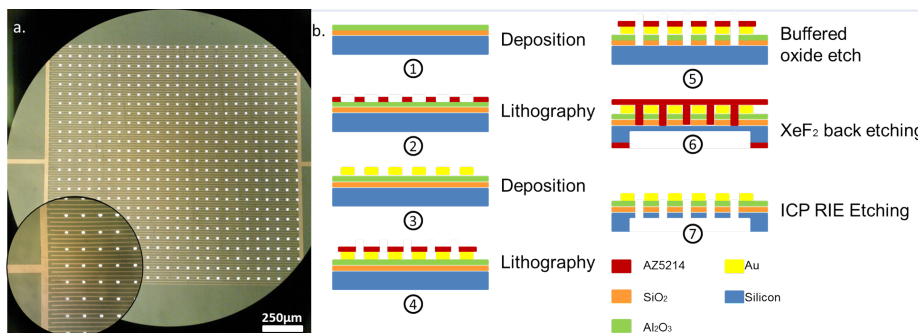 a.
250μm
b.
Deposition
①
Lithography
②
Deposition
③
Lithography
④
Buffered
oxide etch
⑤
XeF₂ back etching
⑥
ICP RIE Etching
⑦
AZ5214
Au
SiO₂
Silicon
Al₂O₃